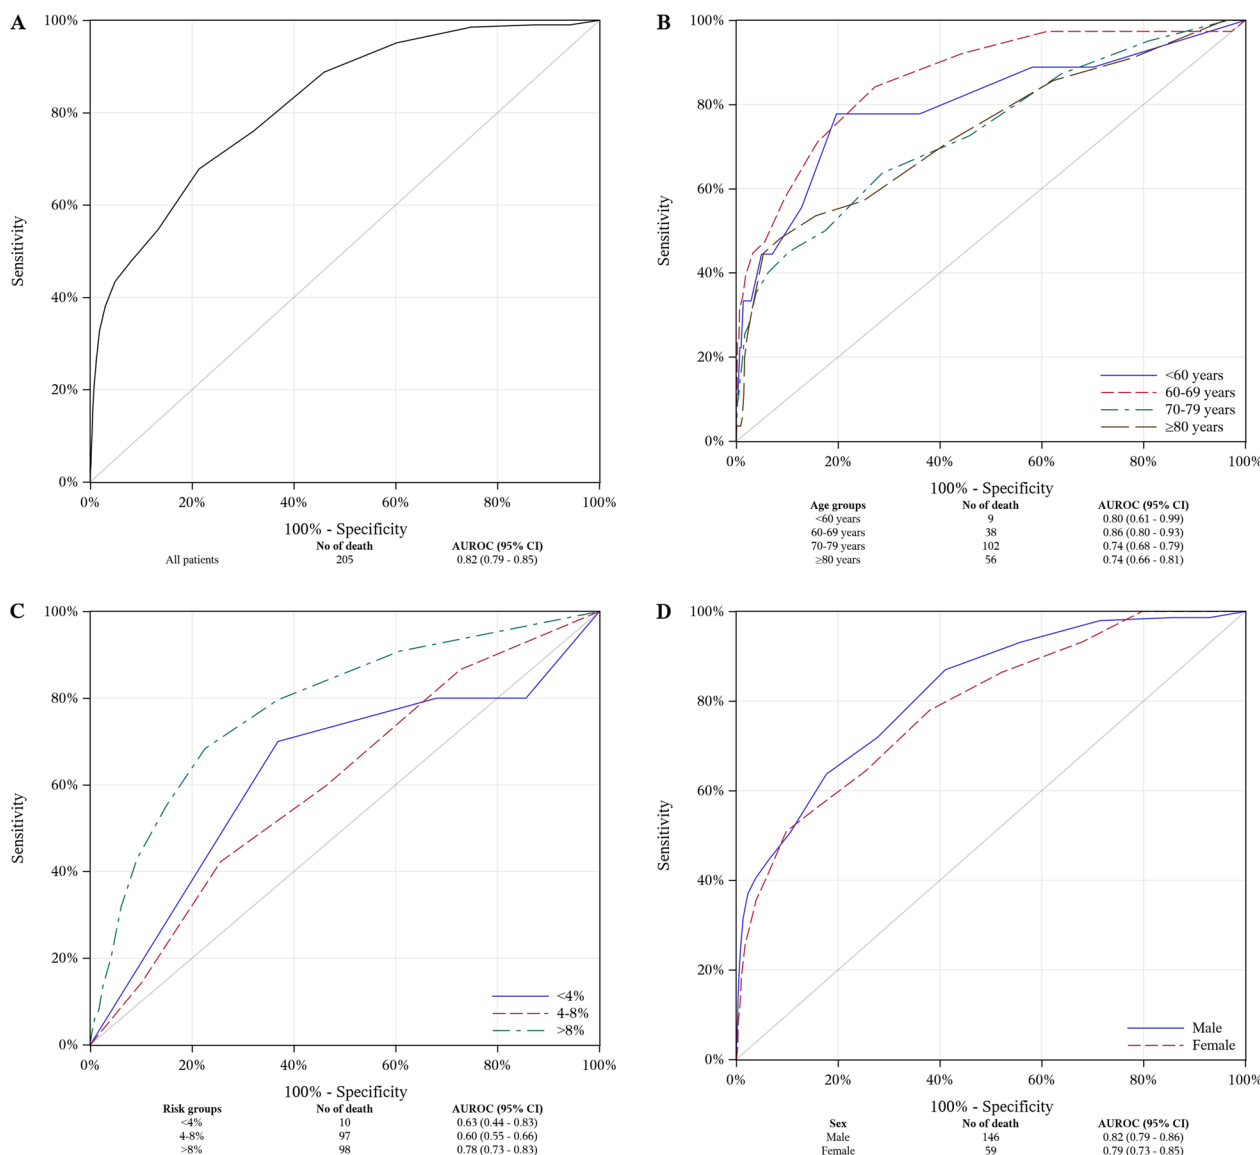 A
100%
80%
60%
40%
20%
0%
Sensitivity
0% 20% 40% 60% 80% 100%
100% - Specificity
No of death AUROC (95% CI)
All patients 205 0.82 (0.79 - 0.85)
B
100%
80%
60%
40%
20%
0%
Sensitivity
<60 years
60-69 years
70-79 years
≥80 years
0% 20% 40% 60% 80% 100%
100% - Specificity
Age groups No of death AUROC (95% CI)
<60 years 9 0.80 (0.61 - 0.99)
60-69 years 38 0.86 (0.80 - 0.93)
70-79 years 102 0.74 (0.68 - 0.79)
≥80 years 56 0.74 (0.66 - 0.81)
C
100%
80%
60%
40%
20%
0%
Sensitivity
<4%
4-8%
>8%
0% 20% 40% 60% 80% 100%
100% - Specificity
Risk groups No of death AUROC (95% CI)
<4% 10 0.63 (0.44 - 0.83)
4-8% 97 0.60 (0.55 - 0.66)
>8% 98 0.78 (0.73 - 0.83)
D
100%
80%
60%
40%
20%
0%
Sensitivity
Male
Female
0% 20% 40% 60% 80% 100%
100% - Specificity
Sex No of death AUROC (95% CI)
Male 146 0.82 (0.79 - 0.86)
Female 59 0.79 (0.73 - 0.85)